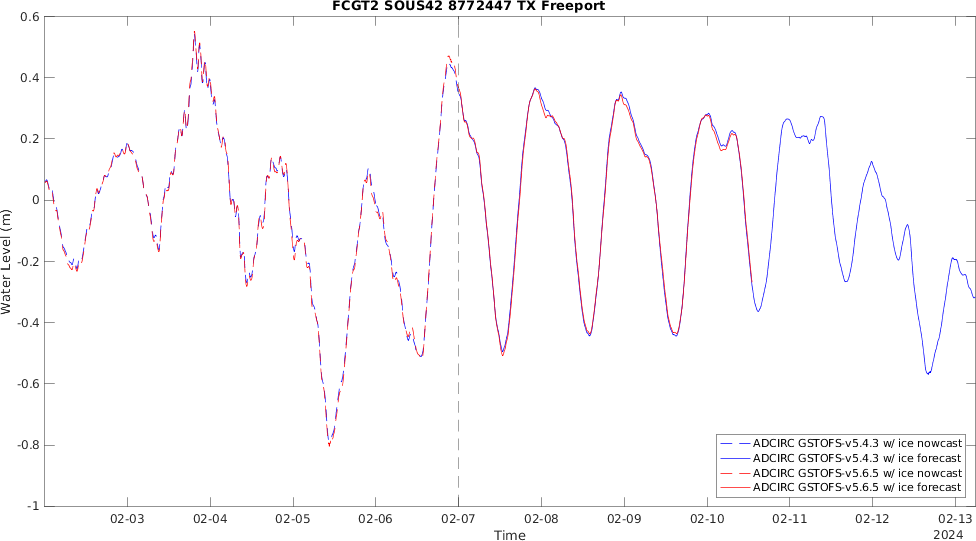 FCGT2 SOUS42 8772447 TX Freeport
0.6
0.4
0.2
0
-0.2
-0.4
-0.6
-0.8
-1
Water Level (m)
ADCIRC GSTOFS-v5.4.3 w/ ice nowcast
ADCIRC GSTOFS-v5.4.3 w/ ice forecast
ADCIRC GSTOFS-v5.6.5 w/ ice nowcast
ADCIRC GSTOFS-v5.6.5 w/ ice forecast
02-03 02-04 02-05 02-06 02-07 02-08 02-09 02-10 02-11 02-12 02-13
Time 2024